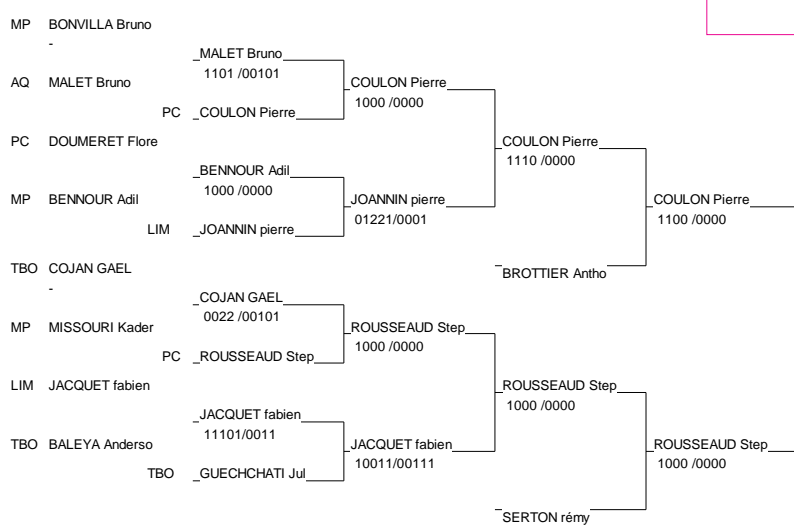 MP BONVILLA Bruno
-
_MALET Bruno
1101 /00101
AQ MALET Bruno
COULON Pierre
1000 /0000
PC _COULON Pierre
PC DOUMERET Flore
COULON Pierre
1110 /0000
_BENNOUR Adil
1000 /0000
MP BENNOUR Adil
JOANNIN pierre
01221/0001
COULON Pierre
1100 /0000
LIM _JOANNIN pierre
TBO COJAN GAEL
-
BROTTIER Antho
_COJAN GAEL
0022 /00101
MP MISSOURI Kader
ROUSSEAUD Step
1000 /0000
PC _ROUSSEAUD Step
LIM JACQUET fabien
ROUSSEAUD Step
1000 /0000
_JACQUET fabien
11101/0011
TBO BALEYA Anderso
JACQUET fabien
10011/00111
ROUSSEAUD Step
1000 /0000
TBO _GUECHCHATI Jul
SERTON rémy